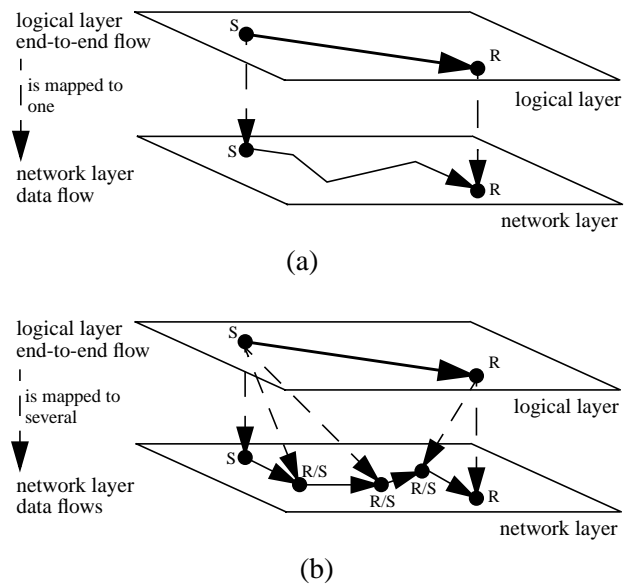 logical layer
end-to-end flow
S
R
is mapped to
one
logical layer
S
network layer
data flow
R
network layer
(a)
logical layer
end-to-end flow
S
R
is mapped to
several
logical layer
S
R/S
R/S
R/S
R
network layer
data flows
network layer
(b)